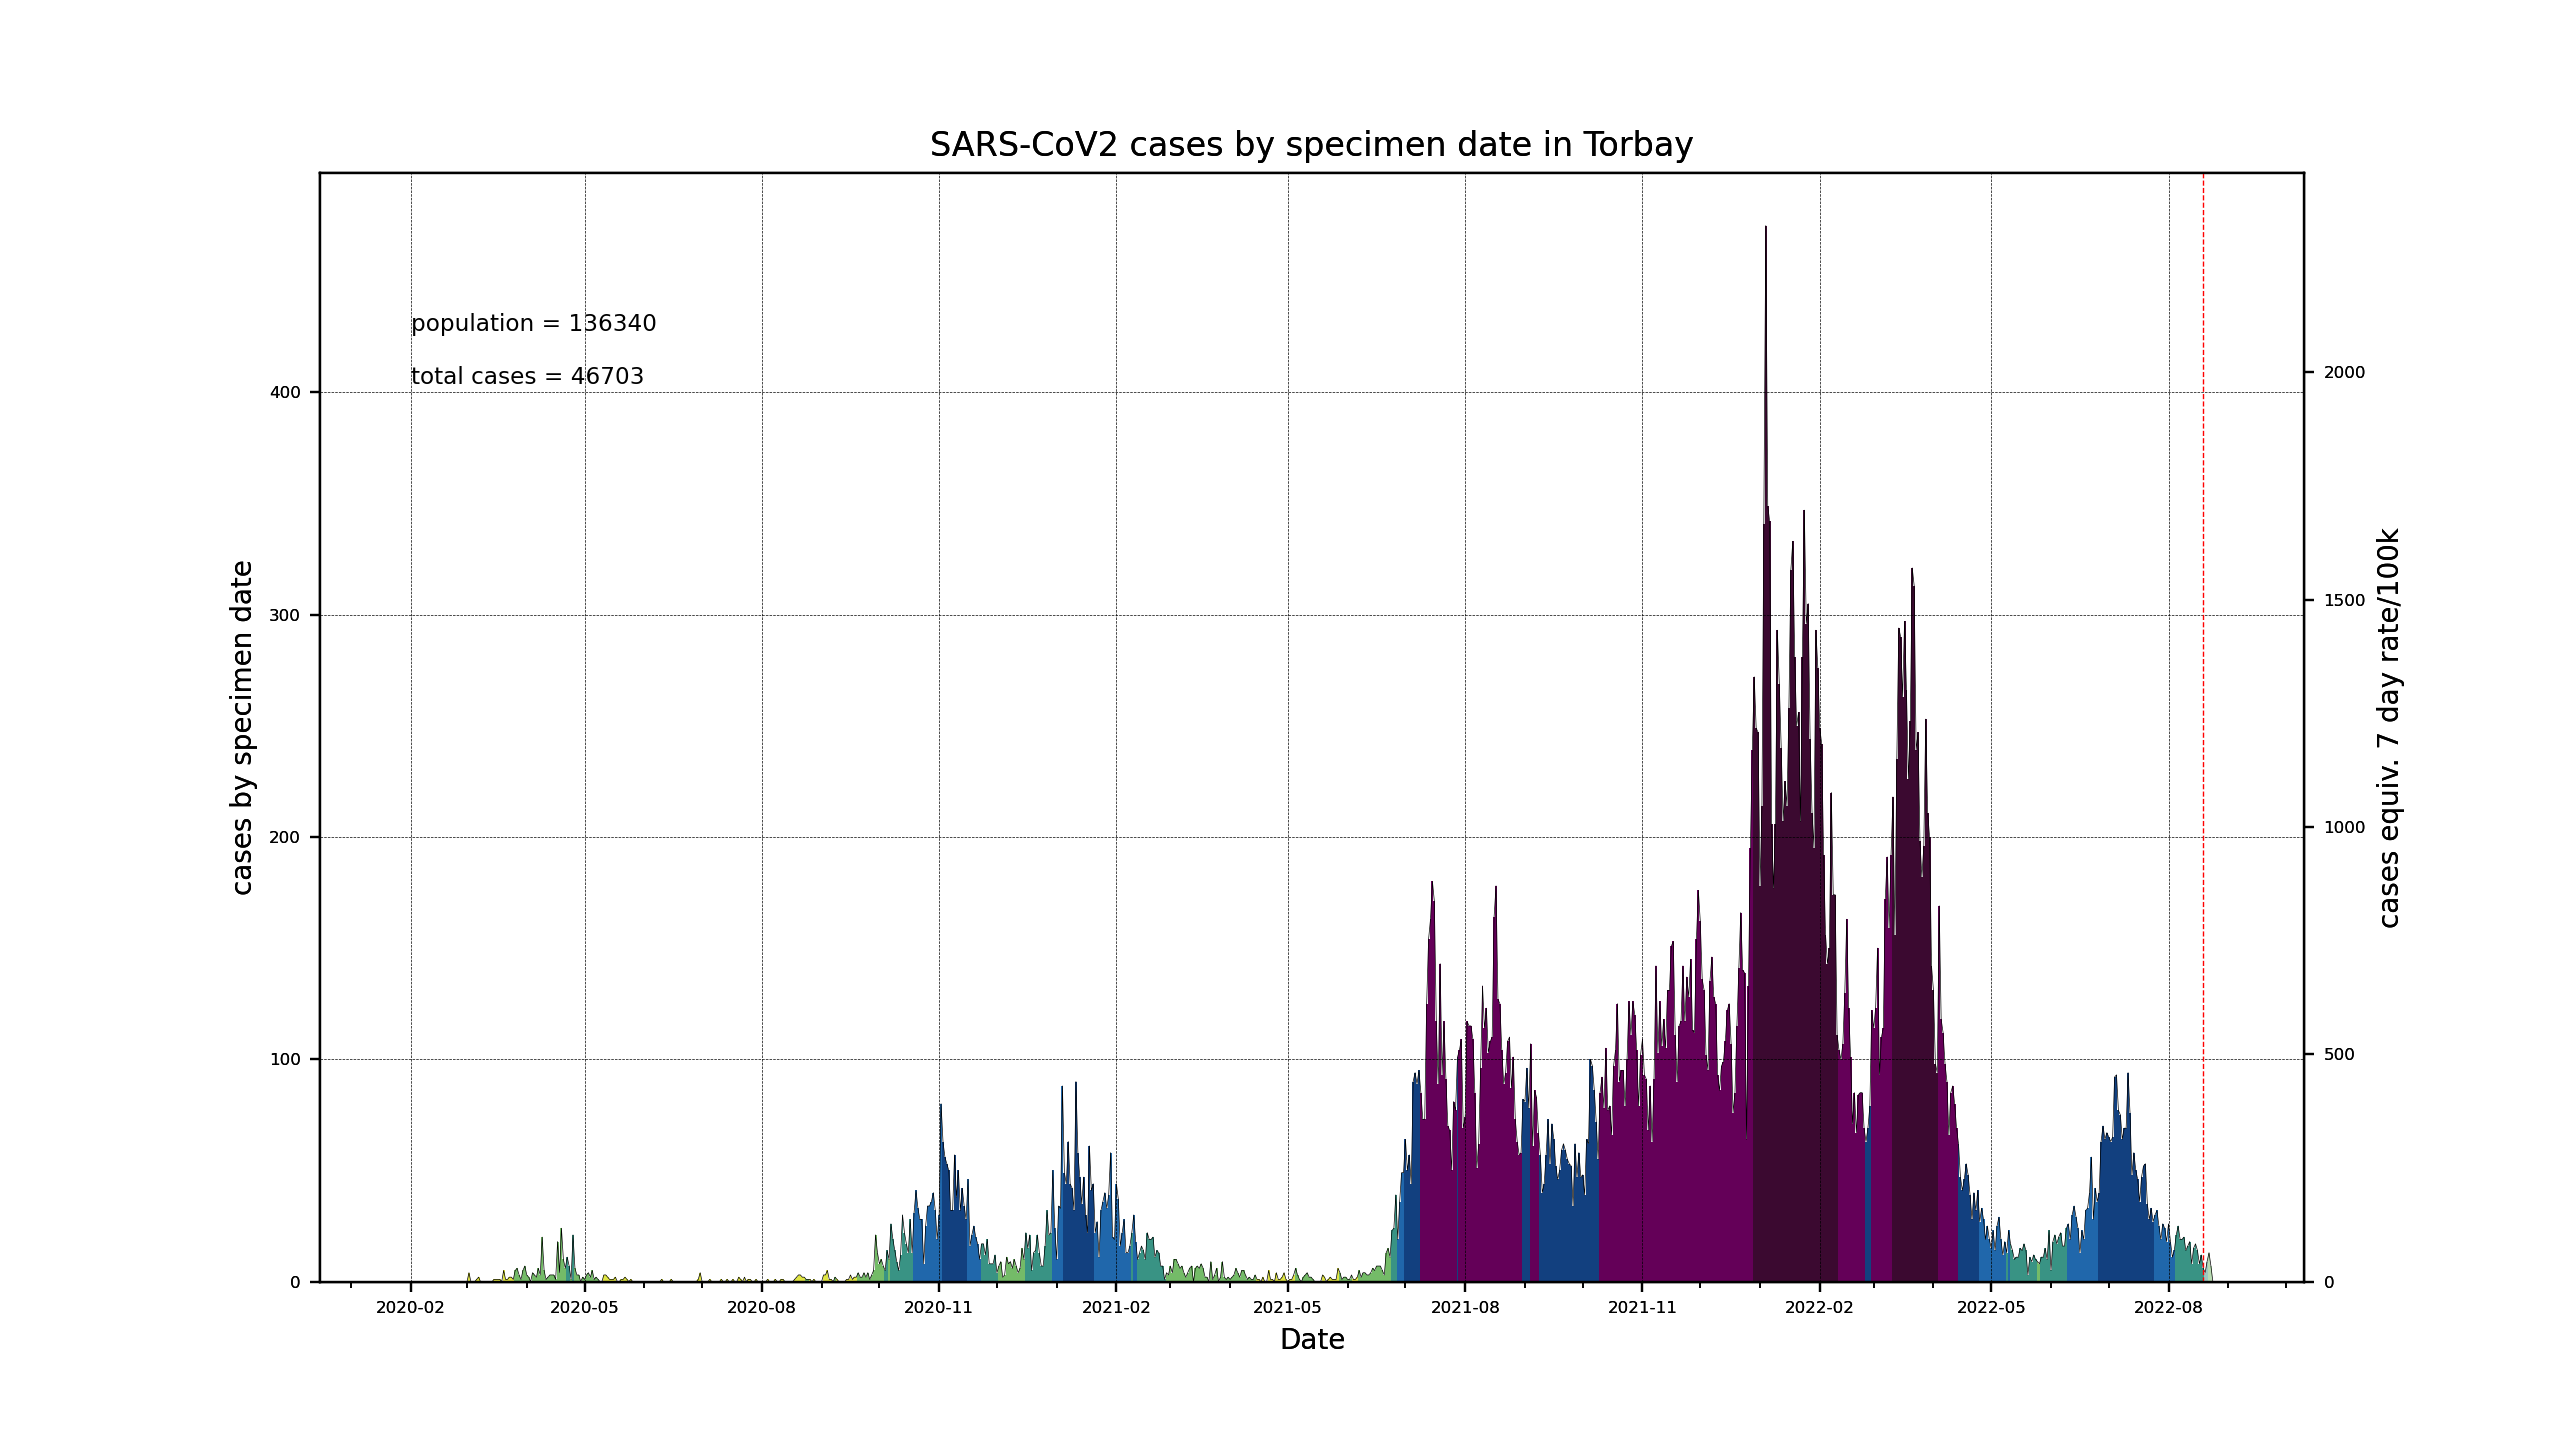 SARS-CoV2 cases by specimen date in Torbay
population = 136340
total cases = 46703
cases by specimen date
400
300
200
100
0
2000
1500
1000
500
0
cases equiv. 7 day rate/100k
2020-02 2020-05 2020-08 2020-11 2021-02 2021-05 2021-08 2021-11 2022-02 2022-05 2022-08
Date